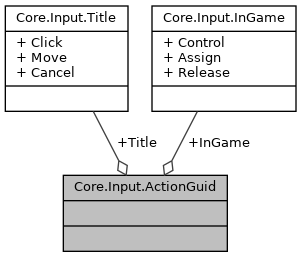 Core.Input.Title
+ Click
+ Move
+ Cancel
Core.Input.InGame
+ Control
+ Assign
+ Release
+Title
+InGame
Core.Input.ActionGuid